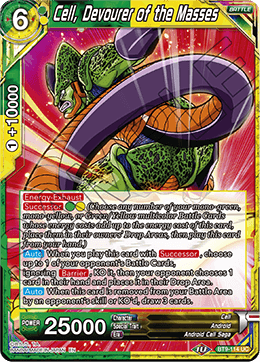 6
Cell, Devourer of the Masses
BATTLE
1 +10000
Energy-Exhaust
Successor (Choose any number of your mono-green,
mono-yellow, or Green/Yellow multicolor Battle Cards
whose energy costs add up to the energy cost of this card,
place them in their owners' Drop Areas, then play this card
from your hand.)
Auto When you play this card with Successor, choose
up to 1 of your opponent's Battle Cards,
ignoring Barrier, KO it, then your opponent chooses 1
card in their hand and places it in their Drop Area.
Auto When this card is removed from your Battle Area
by an opponent's skill or KO'd, draw 3 cards.
POWER 25000
Character Cell
Special Trait Android
Era Android Cell Saga
BT9-114 UC